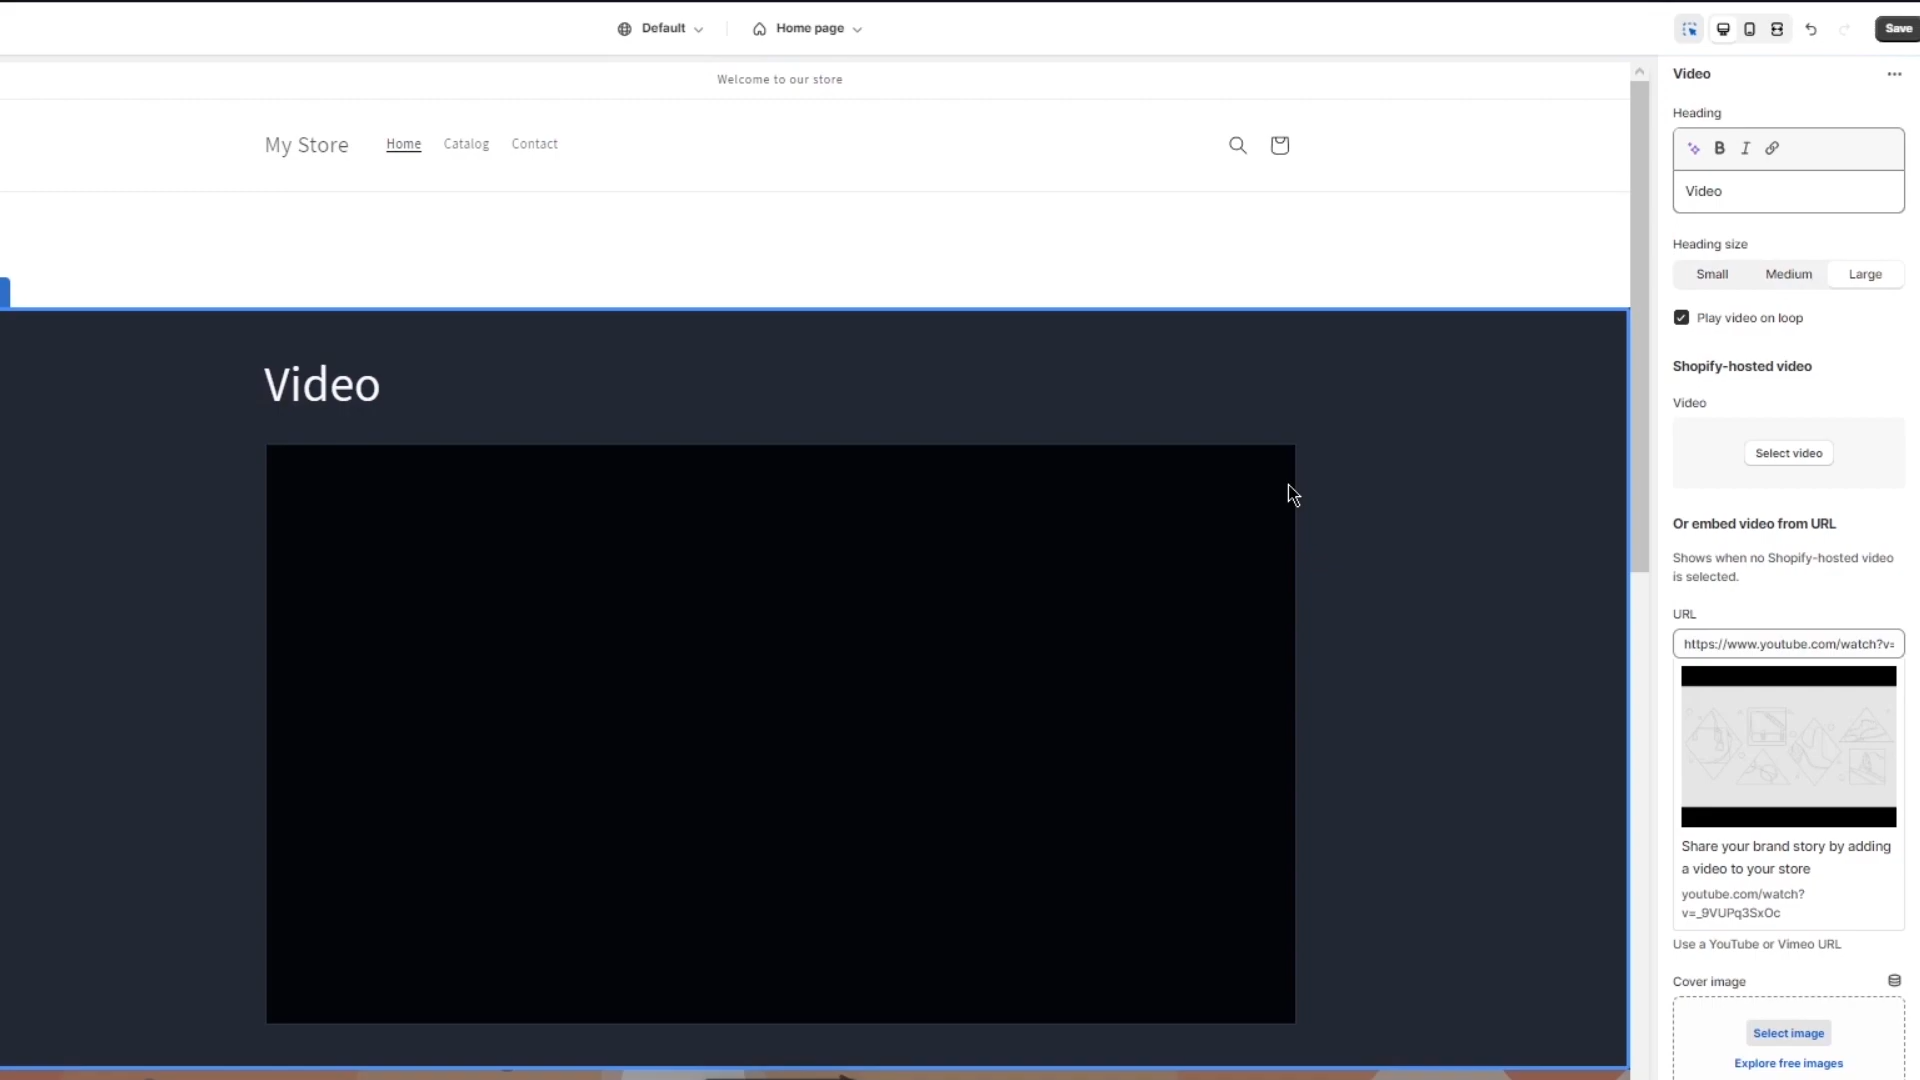 Default
Home page
Save
Welcome to our store
My Store
Home
Catalog
Contact
Video
Video
Heading
Video
Heading size
Small
Medium
Large
Play video on loop
Shopify-hosted video
Video
Select video
Or embed video from URL
Shows when no Shopify-hosted video
is selected.
URL
https://www.youtube.com/watch?v=
Share your brand story by adding
a video to your store
youtube.com/watch?
v=_9VUPq3SxOc
Use a YouTube or Vimeo URL
Cover image
Select image
Explore free images